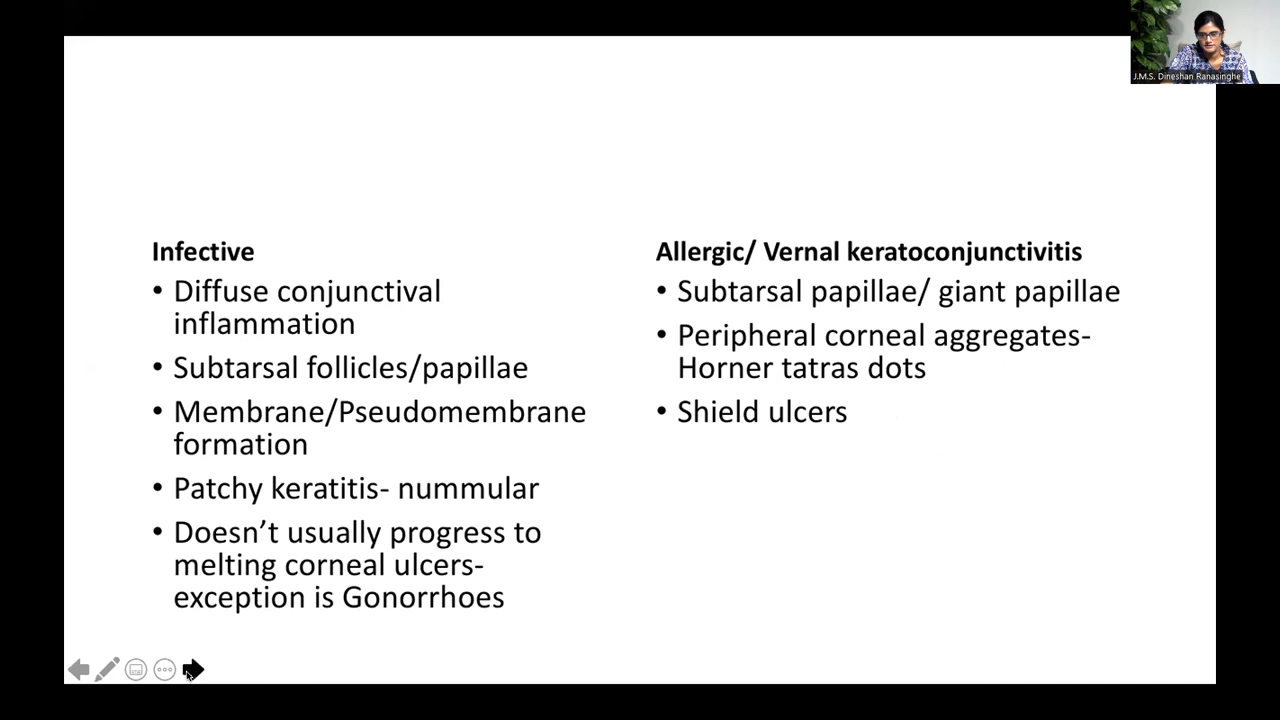 J.M.S. Dineshan Ranasinghe
Infective
• Diffuse conjunctival
inflammation
• Subtarsal follicles/papillae
• Membrane/Pseudomembrane
formation
• Patchy keratitis- nummular
• Doesn’t usually progress to
melting corneal ulcers-
exception is Gonorrhoes
Allergic/ Vernal keratoconjunctivitis
• Subtarsal papillae/ giant papillae
• Peripheral corneal aggregates-
Horner tatras dots
• Shield ulcers